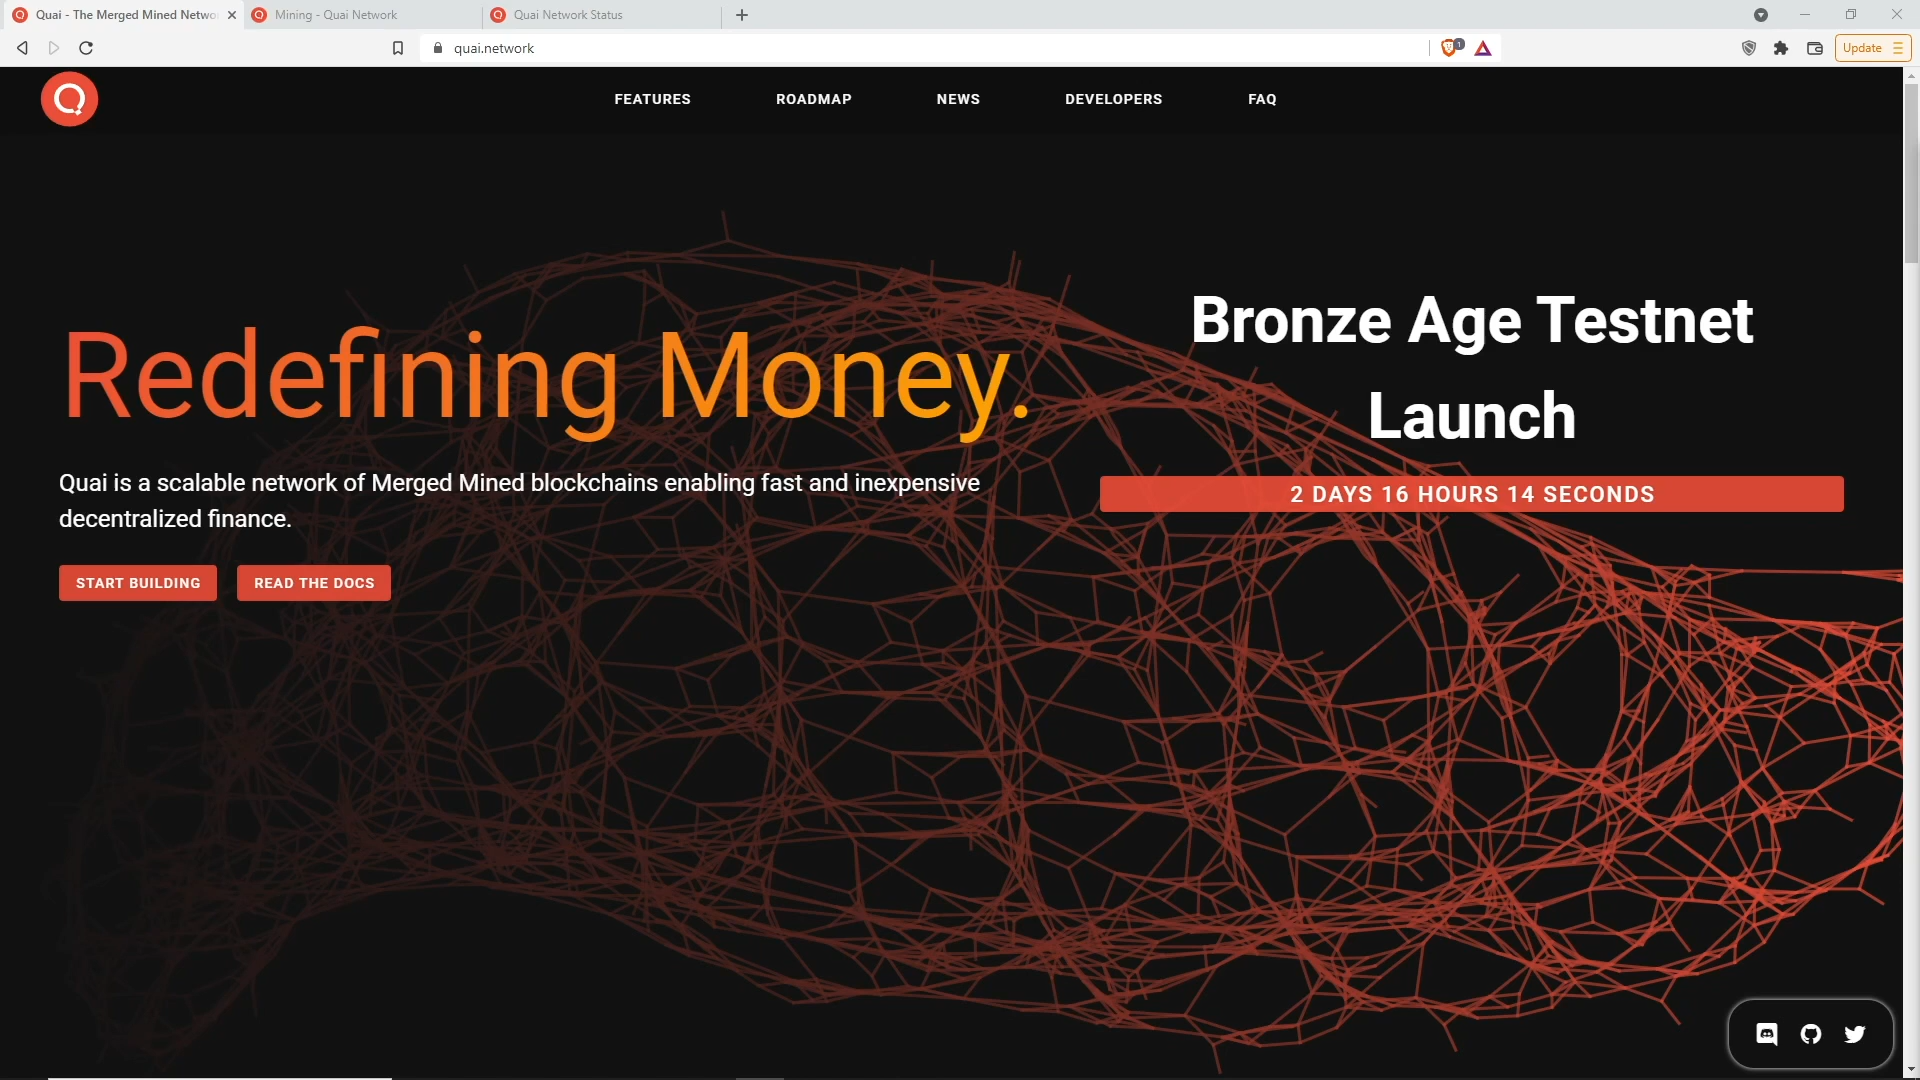 Quai - The Merged Mined Netwo
Mining - Quai Network
Quai Network Status
quai.network
1
Update
FEATURES
ROADMAP
NEWS
DEVELOPERS
FAQ
Redefining Money.
Quai is a scalable network of Merged Mined blockchains enabling fast and inexpensive
decentralized finance.
START BUILDING
READ THE DOCS
Bronze Age Testnet
Launch
2 DAYS 16 HOURS 14 SECONDS